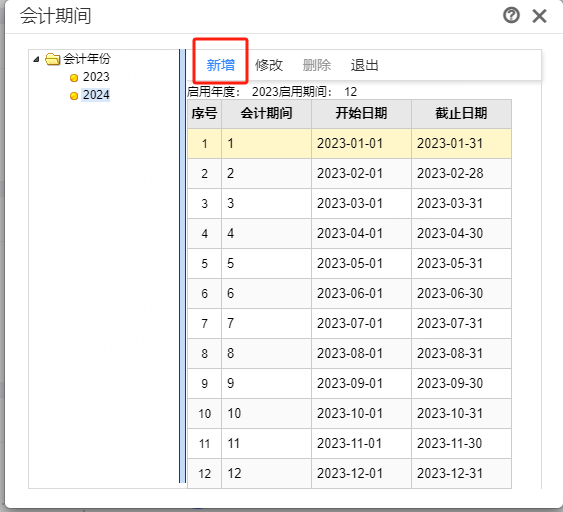 会计期间
会计年份
2023
2024
新增 修改 删除 退出
启用年度： 2023启用期间： 12
序号 会计期间 开始日期 截止日期
1 1 2023-01-01 2023-01-31
2 2 2023-02-01 2023-02-28
3 3 2023-03-01 2023-03-31
4 4 2023-04-01 2023-04-30
5 5 2023-05-01 2023-05-31
6 6 2023-06-01 2023-06-30
7 7 2023-07-01 2023-07-31
8 8 2023-08-01 2023-08-31
9 9 2023-09-01 2023-09-30
10 10 2023-10-01 2023-10-31
11 11 2023-11-01 2023-11-30
12 12 2023-12-01 2023-12-31